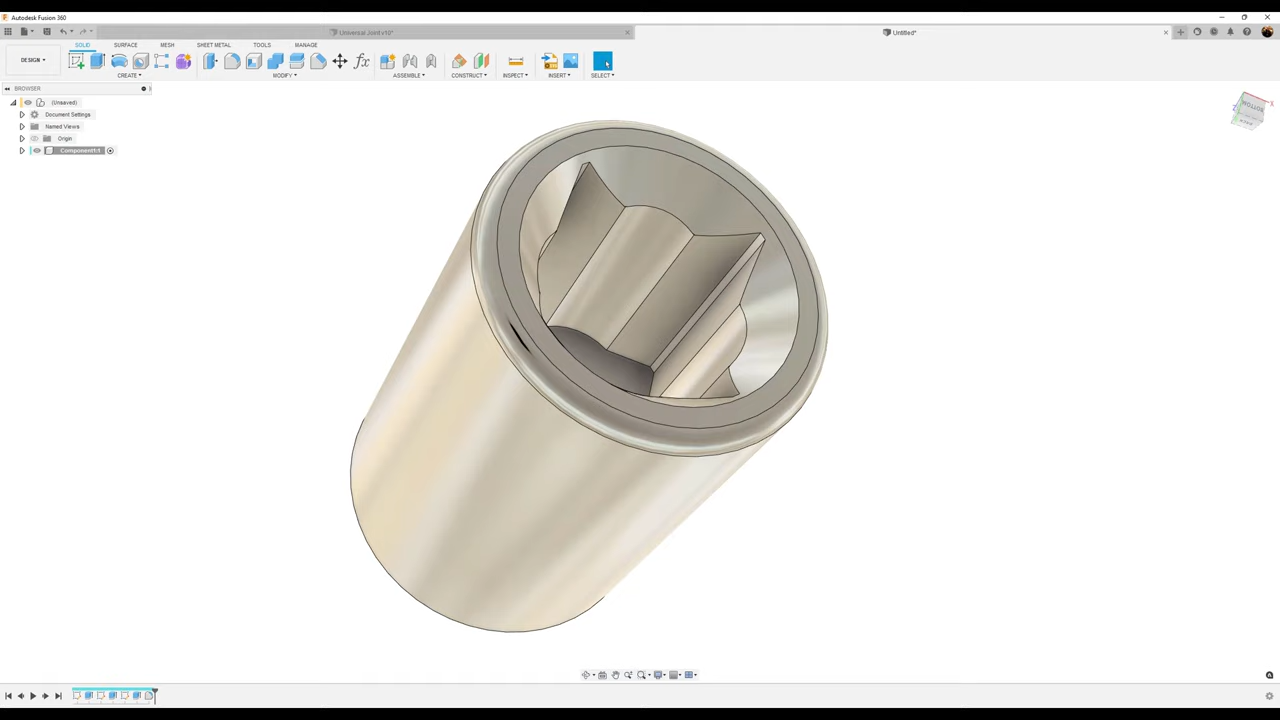 Autodesk Fusion 360
Universal Joint v10*
Untitled*
DESIGN
SOLID
SURFACE
MESH
SHEET METAL
TOOLS
MANAGE
CREATE
MODIFY
ASSEMBLE
CONSTRUCT
INSPECT
INSERT
SELECT
BROWSER
(Unsaved)
Document Settings
Named Views
Origin
Component1:1
BOTTOM